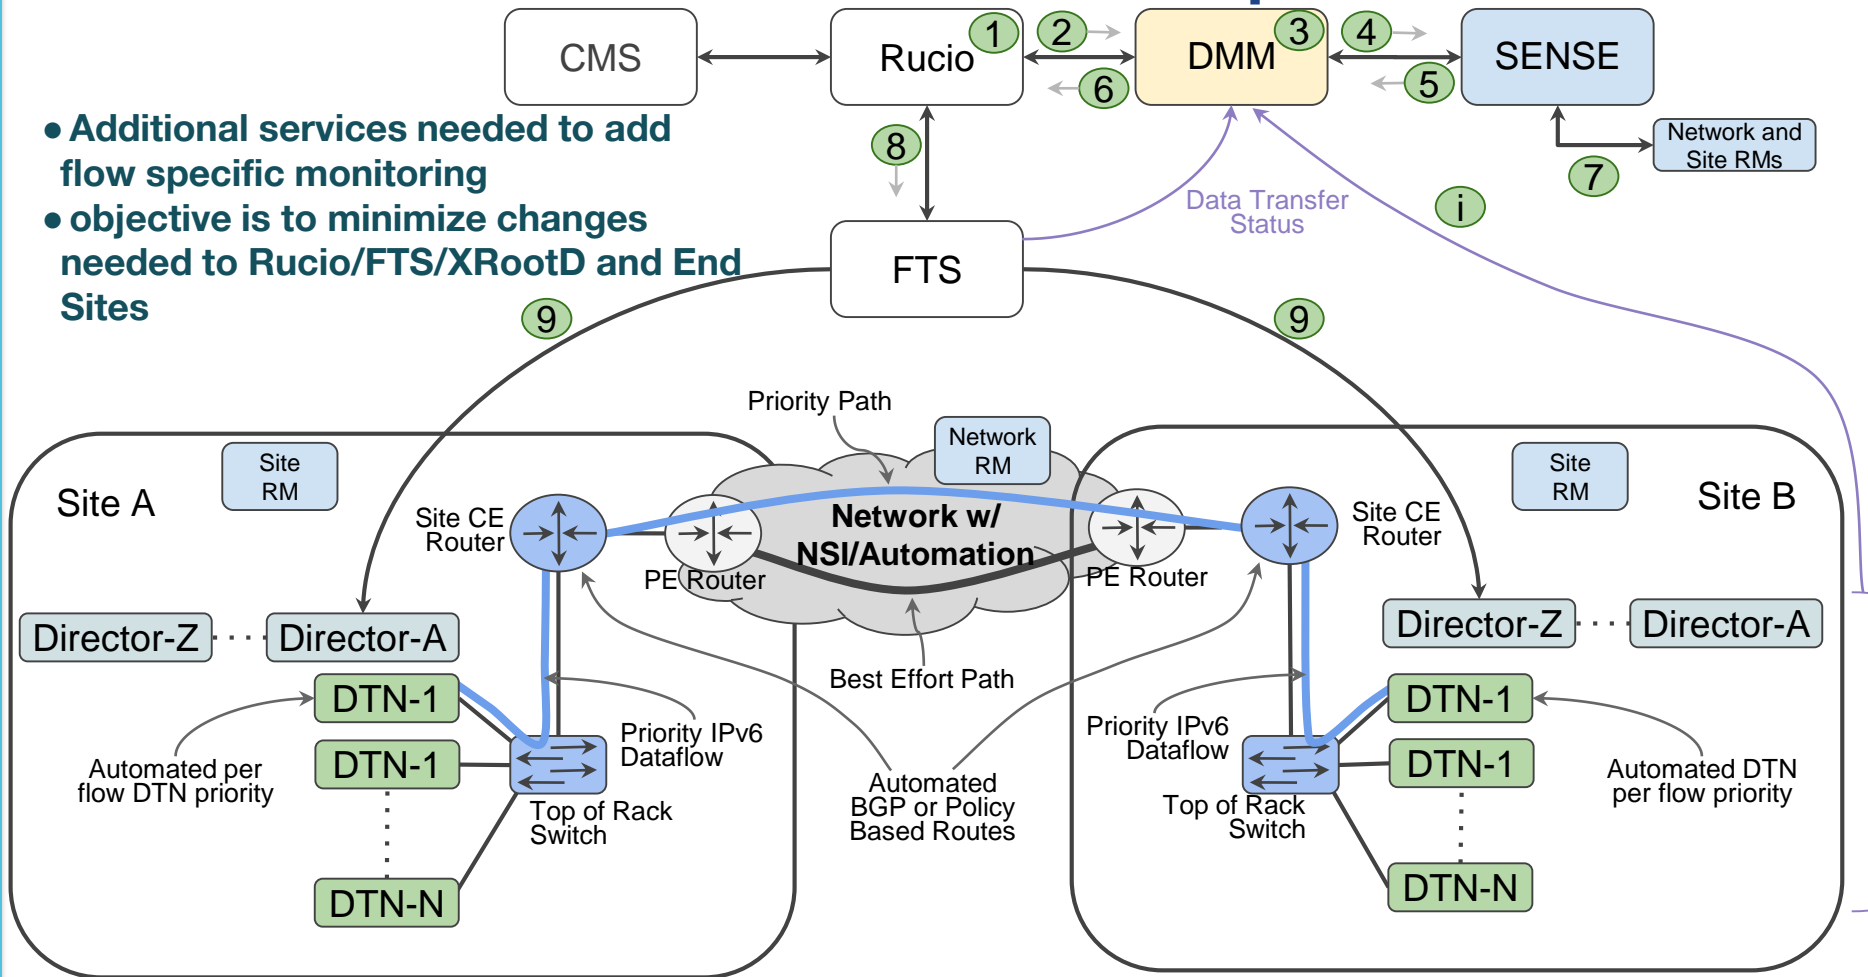 CMS
Rucio
1
2
6
DMM
3
4
5
SENSE
Network and
Site RMs
7
8
i
Data Transfer
Status
● Additional services needed to add
flow specific monitoring
● objective is to minimize changes
needed to Rucio/FTS/XRootD and End
Sites
FTS
9
9
Priority Path
Network
RM
Site
RM
Site A
Site CE
Router
PE Router
Network w/
NSI/Automation
PE Router
Site CE
Router
Site
RM
Site B
Director-Z
Director-A
DTN-1
DTN-1
DTN-N
Automated per
flow DTN priority
Priority IPv6
Dataflow
Top of Rack
Switch
Best Effort Path
Automated
BGP or Policy
Based Routes
Priority IPv6
Dataflow
Top of Rack
Switch
Director-Z
Director-A
DTN-1
DTN-1
DTN-N
Automated DTN
per flow priority